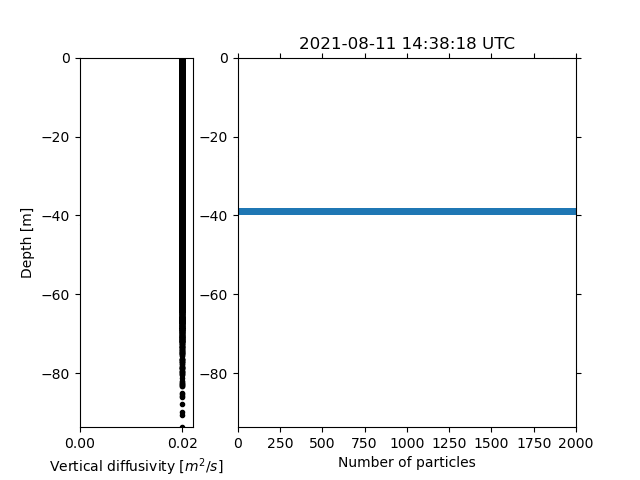 2021-08-11 14:38:18 UTC
0
−20
−40
−60
−80
Depth [m]
0.00 0.02
Vertical diffusivity [m²/s]
0
−20
−40
−60
−80
0 250 500 750 1000 1250 1500 1750 2000
Number of particles